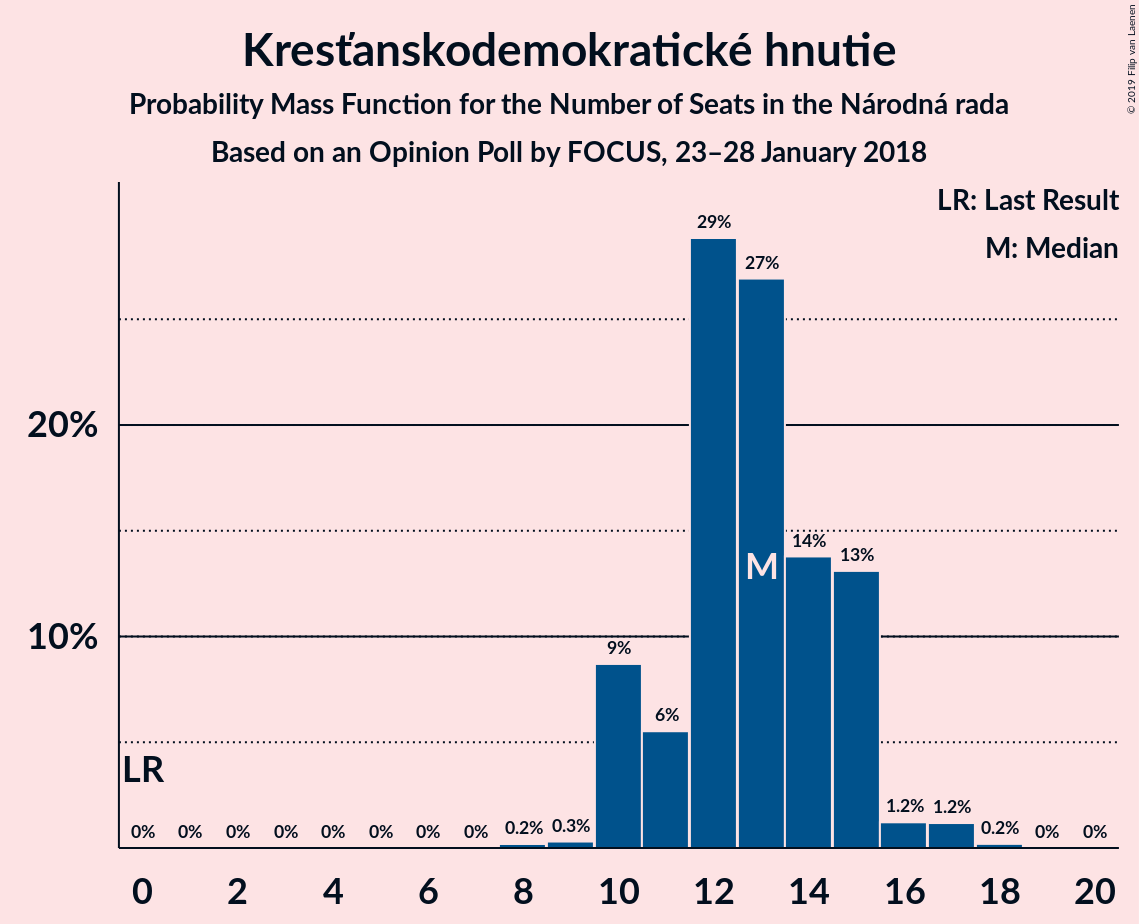 Kresťanskodemokratické hnutie
Probability Mass Function for the Number of Seats in the Národná rada
Based on an Opinion Poll by FOCUS, 23–28 January 2018
© 2019 Filip van Laenen
LR: Last Result
M: Median
29%
27%
20%
14%
13%
M
10%
9%
6%
LR
0% 0% 0% 0% 0% 0% 0% 0% 0.2% 0.3% 1.2% 1.2% 0.2% 0% 0%
0 2 4 6 8 10 12 14 16 18 20